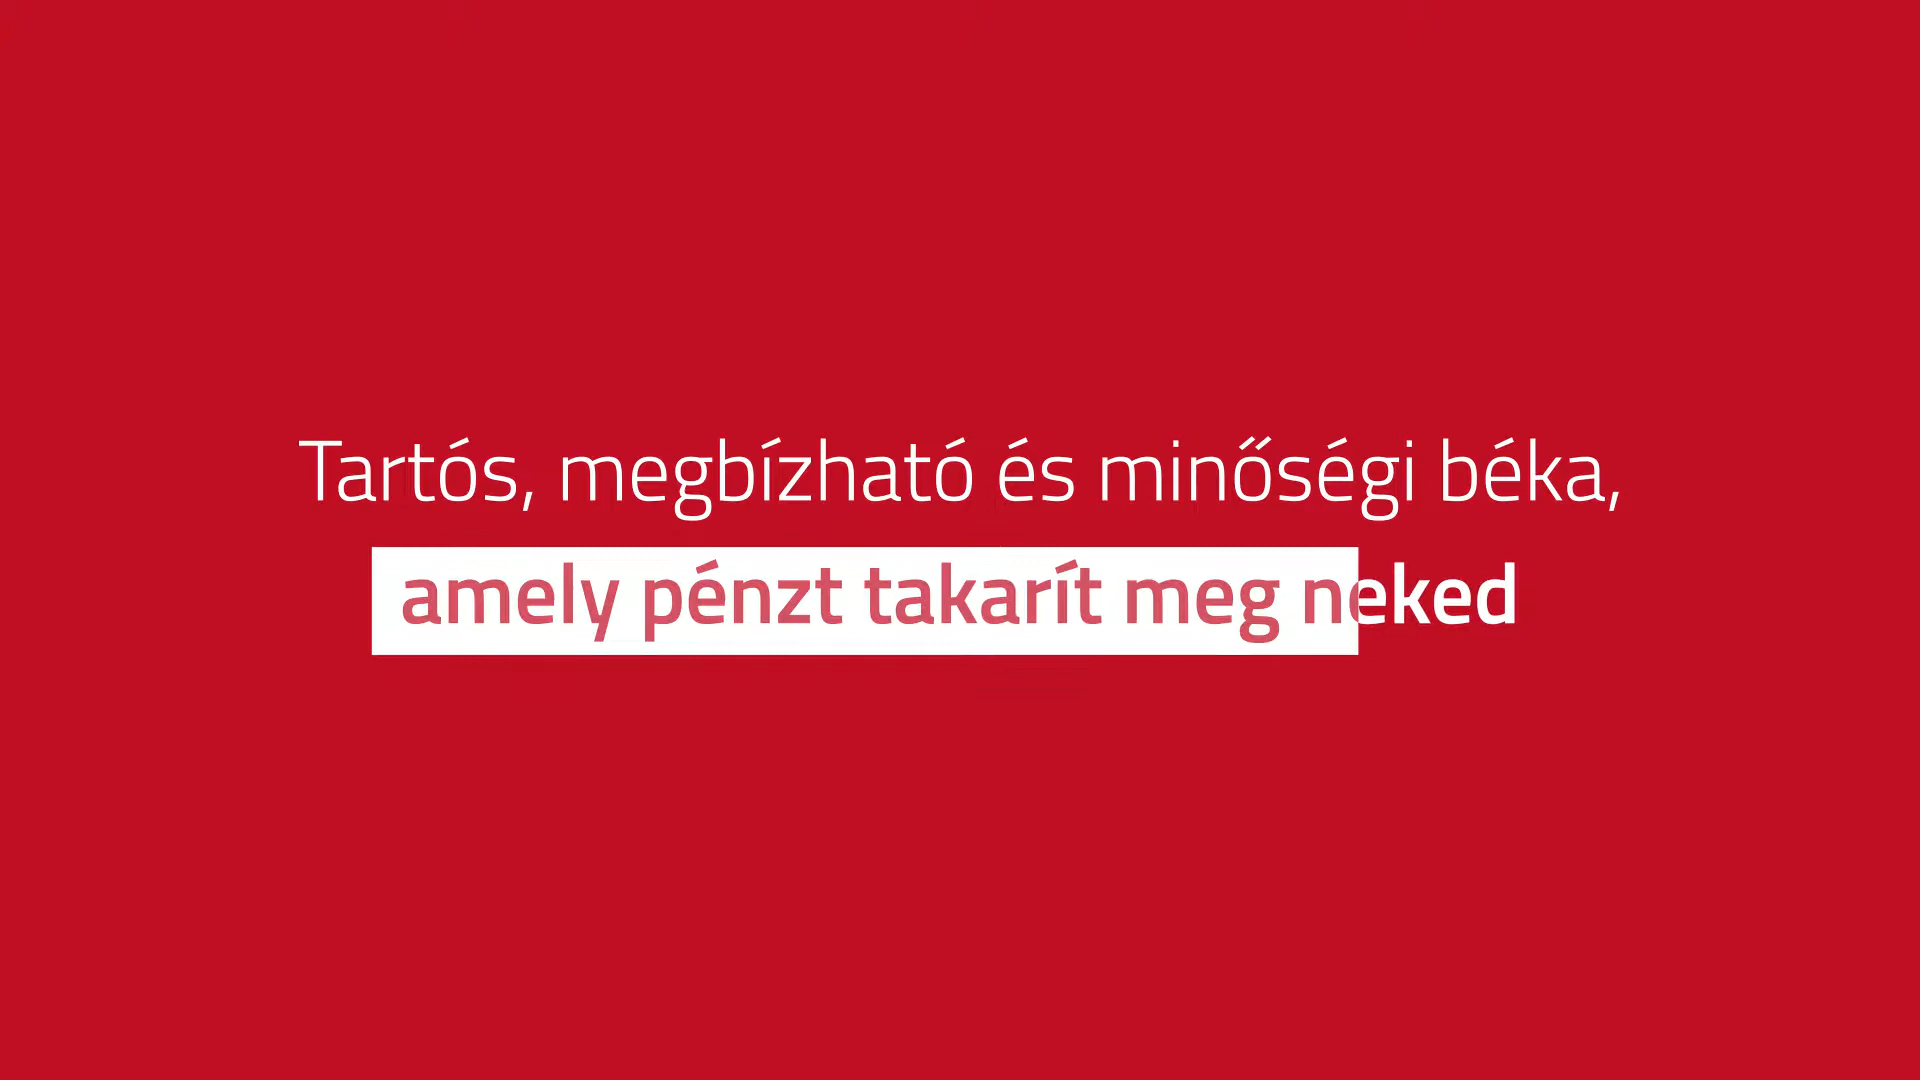 Tartós, megbízható és minőségi béka,
amely pénzt takarít meg neked